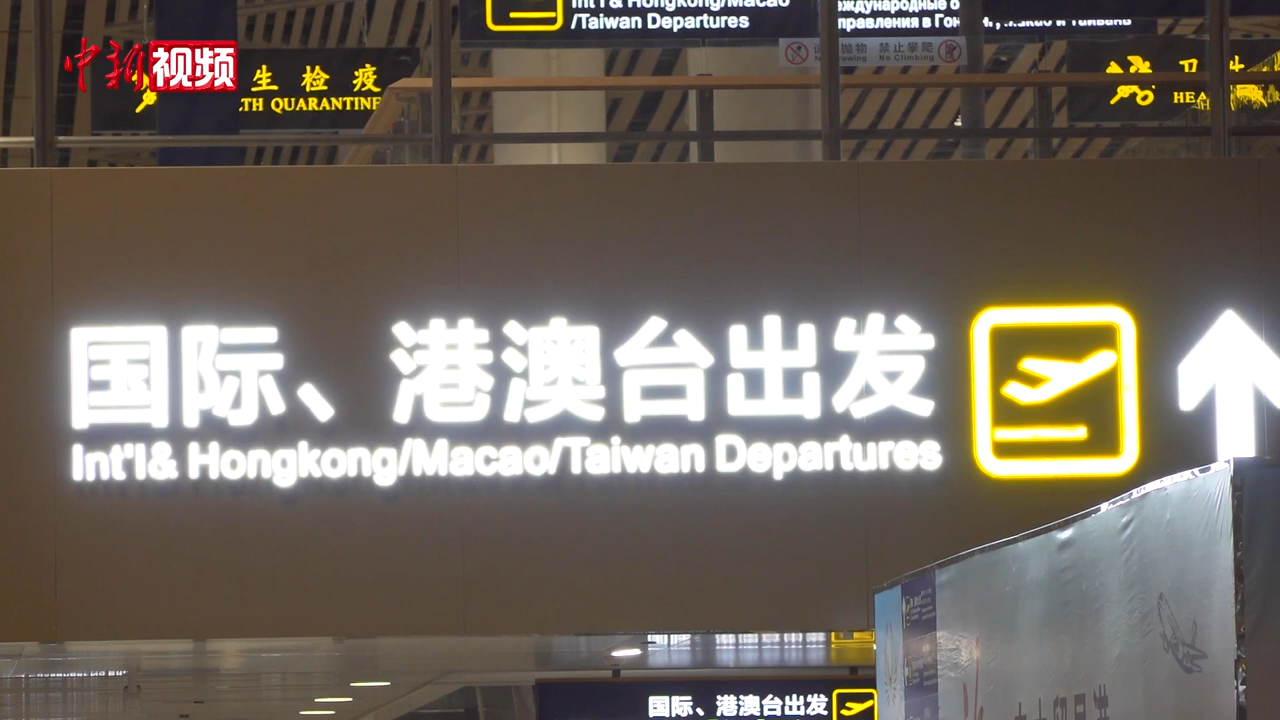 中新视频
Int'l & Hongkong/Macao
/Taiwan Departures
生检疫
TH QUARANTINE
禁止攀爬
No Climbing
卫生
国际、港澳台出发
Int'l& Hongkong/Macao/Taiwan Departures
国际、港澳台出发